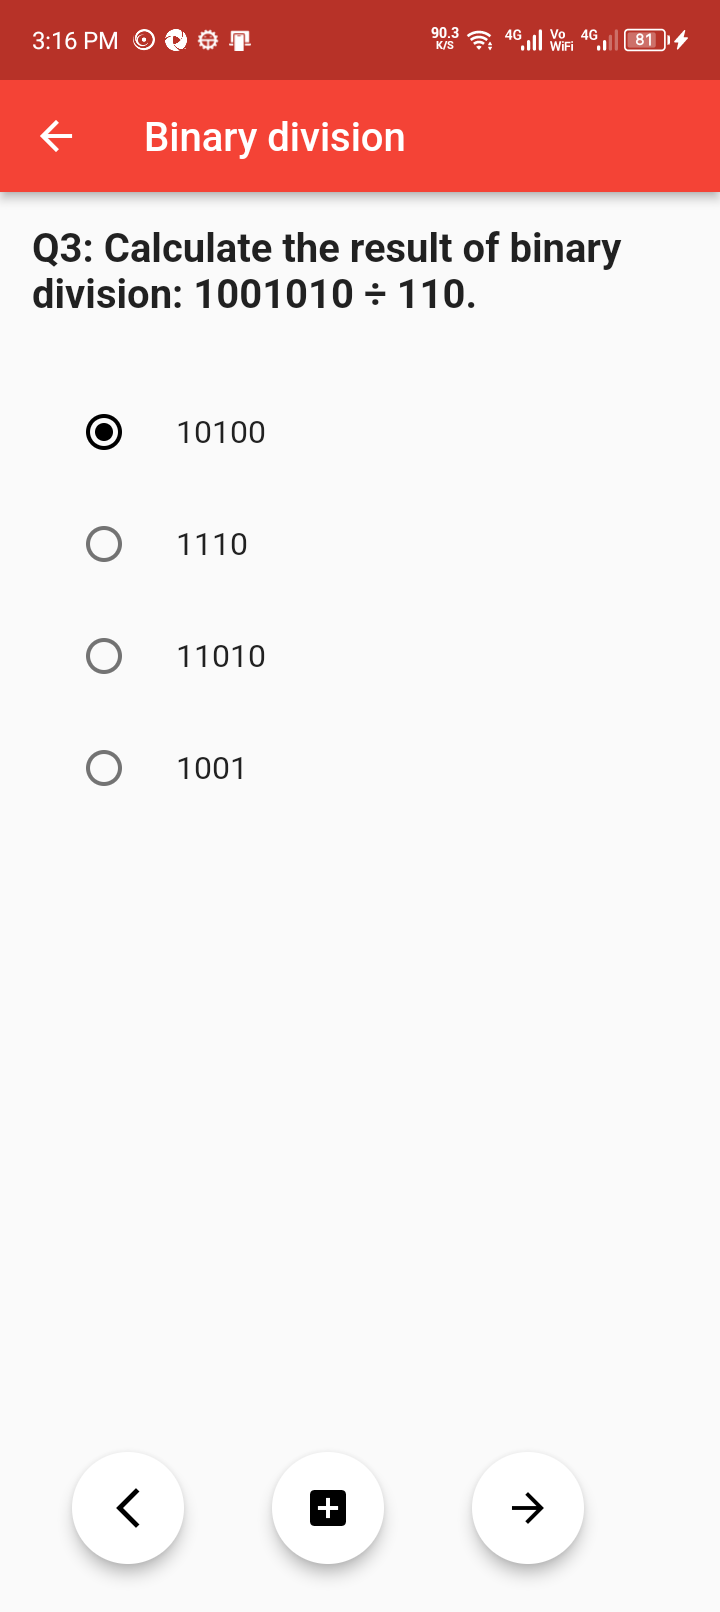 3:16 PM 90.3 K/S 4G Vo WiFi 4G 81
Binary division
Q3: Calculate the result of binary
division: 1001010 ÷ 110.
10100
1110
11010
1001